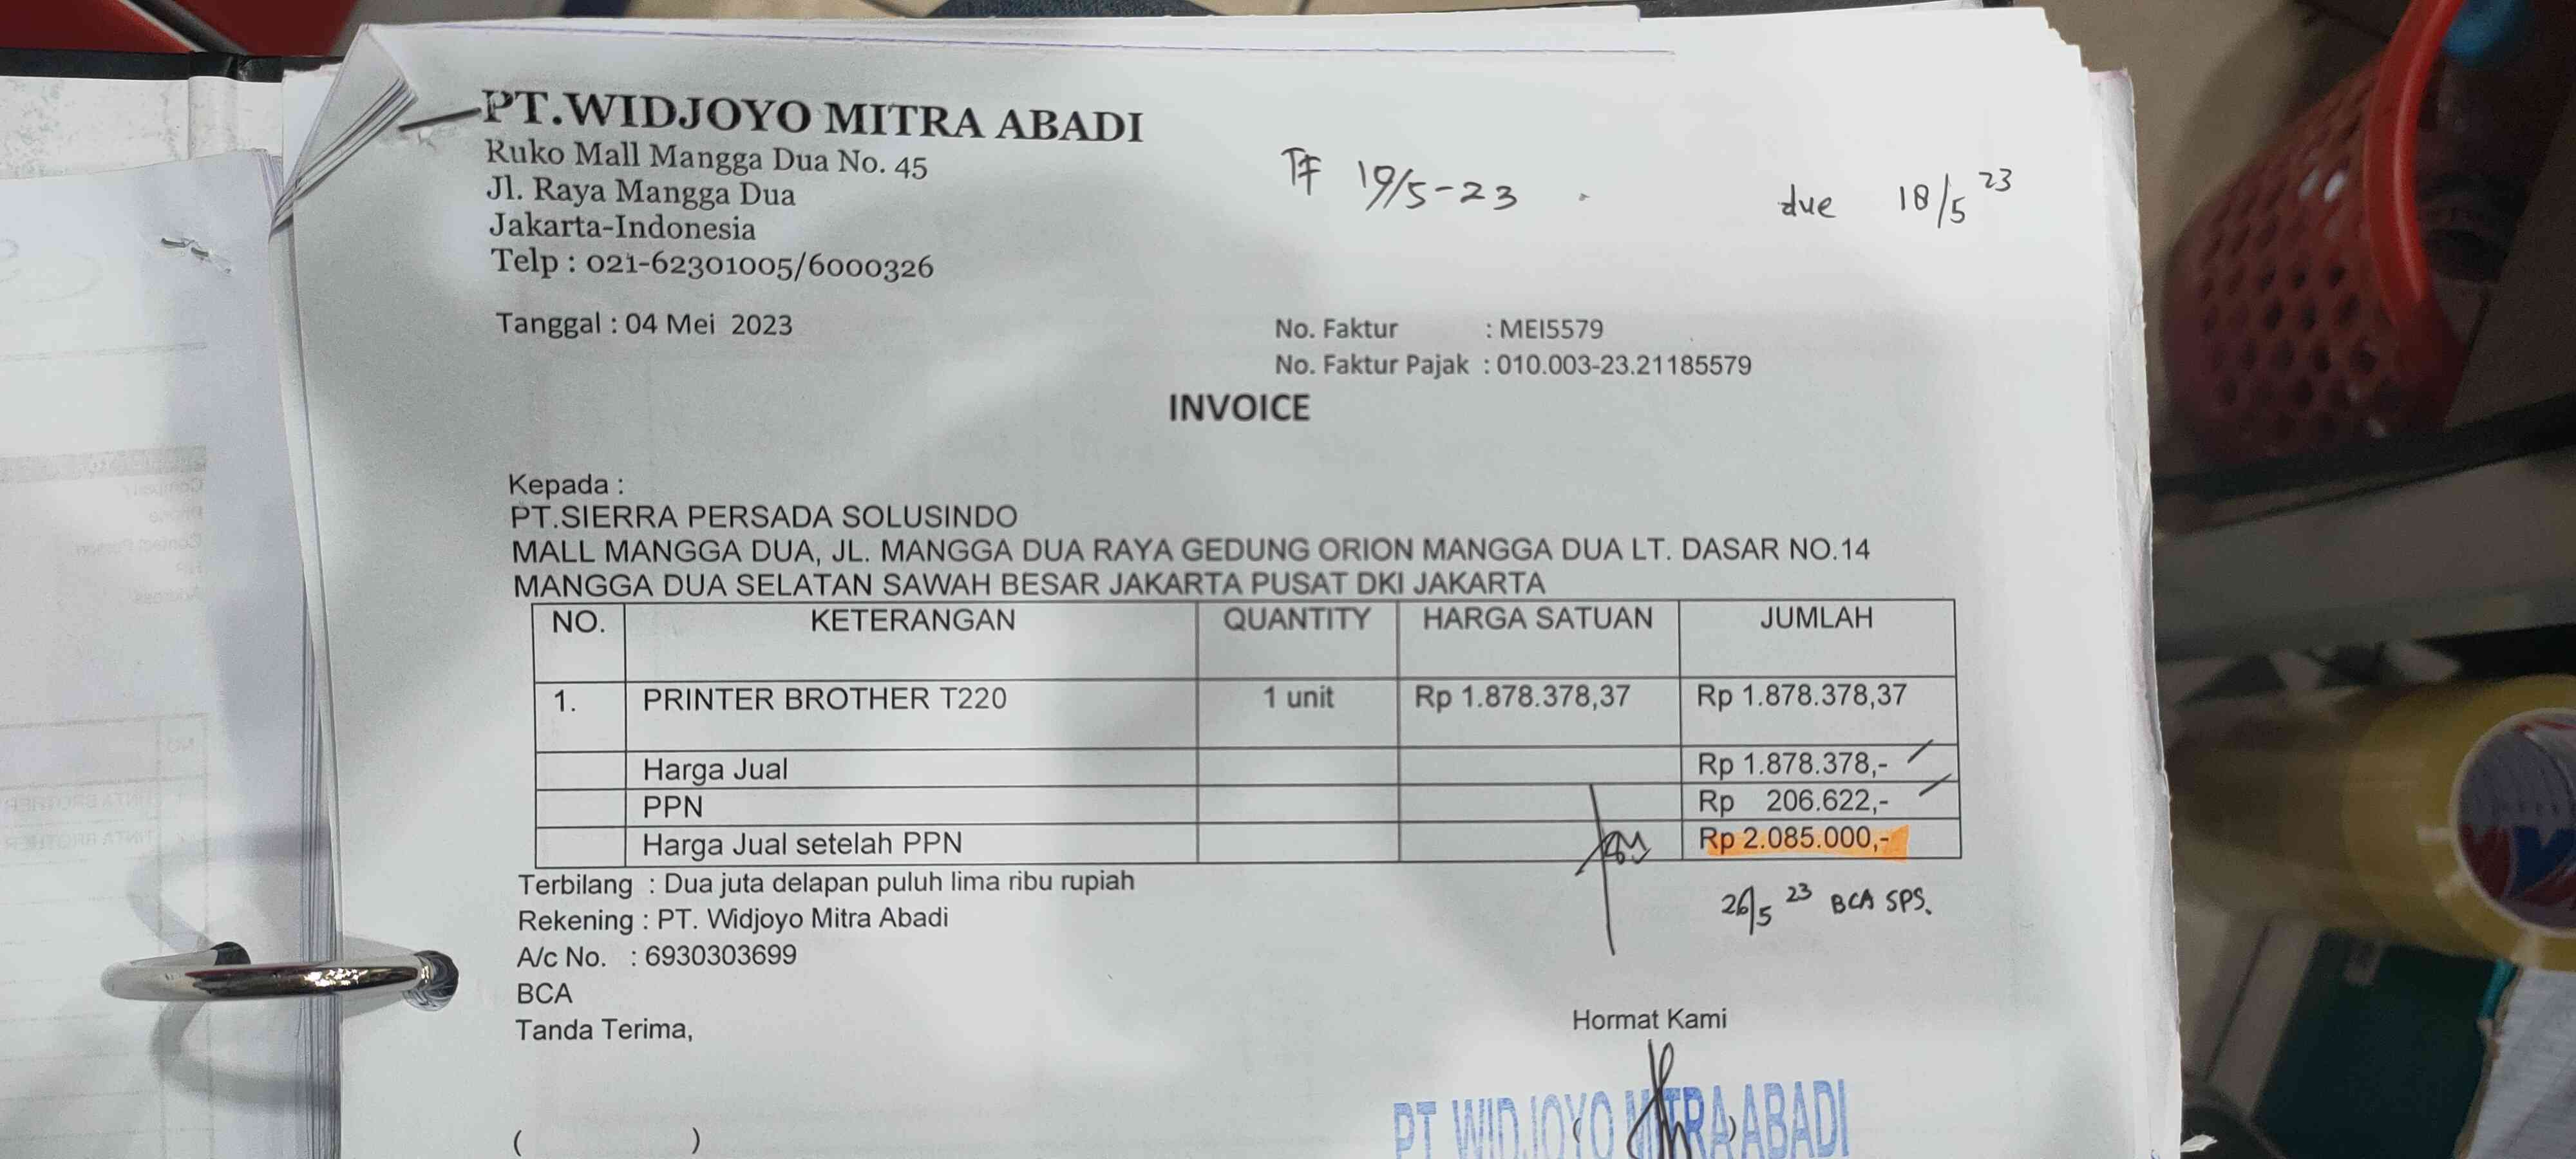 PT.WIDJOYO MITRA ABADI
Ruko Mall Mangga Dua No. 45
Jl. Raya Mangga Dua
Jakarta-Indonesia
Telp : 021-62301005/6000326
TF 19/5-23
due 18/5 23
Tanggal : 04 Mei 2023
No. Faktur : MEI5579
No. Faktur Pajak : 010.003-23.21185579
INVOICE
Kepada :
PT.SIERRA PERSADA SOLUSINDO
MALL MANGGA DUA, JL. MANGGA DUA RAYA GEDUNG ORION MANGGA DUA LT. DASAR NO.14
MANGGA DUA SELATAN SAWAH BESAR JAKARTA PUSAT DKI JAKARTA
NO. KETERANGAN QUANTITY HARGA SATUAN JUMLAH
1. PRINTER BROTHER T220 1 unit Rp 1.878.378,37 Rp 1.878.378,37
Harga Jual Rp 1.878.378,-
PPN Rp 206.622,-
Harga Jual setelah PPN Rp 2.085.000,-
Terbilang : Dua juta delapan puluh lima ribu rupiah
26/5 23 BCA SPS.
Rekening : PT. Widjoyo Mitra Abadi
A/c No. : 6930303699
BCA
Tanda Terima,
Hormat Kami
( )
PT WIDJOYO MITRA ABADI